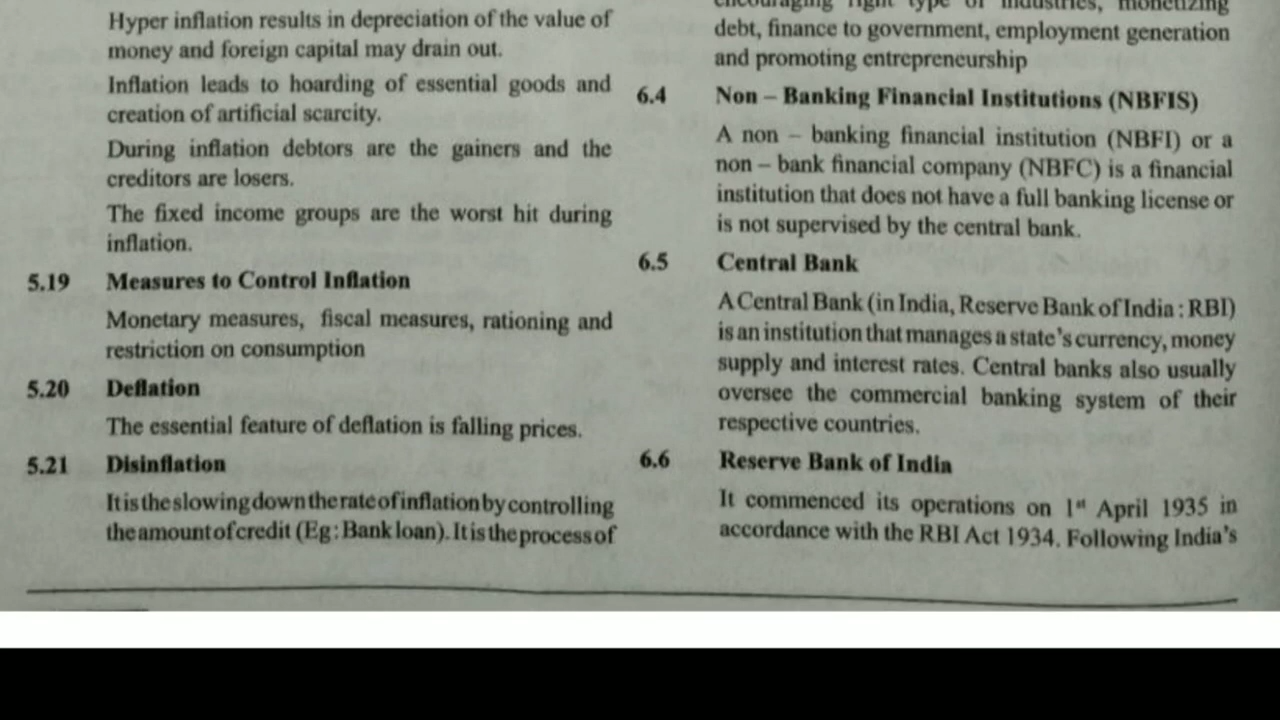 Hyper inflation results in depreciation of the value of
money and foreign capital may drain out.
Inflation leads to hoarding of essential goods and
creation of artificial scarcity.
During inflation debtors are the gainers and the
creditors are losers.
The fixed income groups are the worst hit during
inflation.
5.19 Measures to Control Inflation
Monetary measures, fiscal measures, rationing and
restriction on consumption
5.20 Deflation
The essential feature of deflation is falling prices.
5.21 Disinflation
It is the slowing down the rate of inflation by controlling
the amount of credit (Eg : Bank loan). It is the process of
encouraging right type of industries, monetizing
debt, finance to government, employment generation
and promoting entrepreneurship
6.4 Non – Banking Financial Institutions (NBFIS)
A non – banking financial institution (NBFI) or a
non – bank financial company (NBFC) is a financial
institution that does not have a full banking license or
is not supervised by the central bank.
6.5 Central Bank
A Central Bank (in India, Reserve Bank of India : RBI)
is an institution that manages a state's currency, money
supply and interest rates. Central banks also usually
oversee the commercial banking system of their
respective countries.
6.6 Reserve Bank of India
It commenced its operations on 1st April 1935 in
accordance with the RBI Act 1934. Following India's